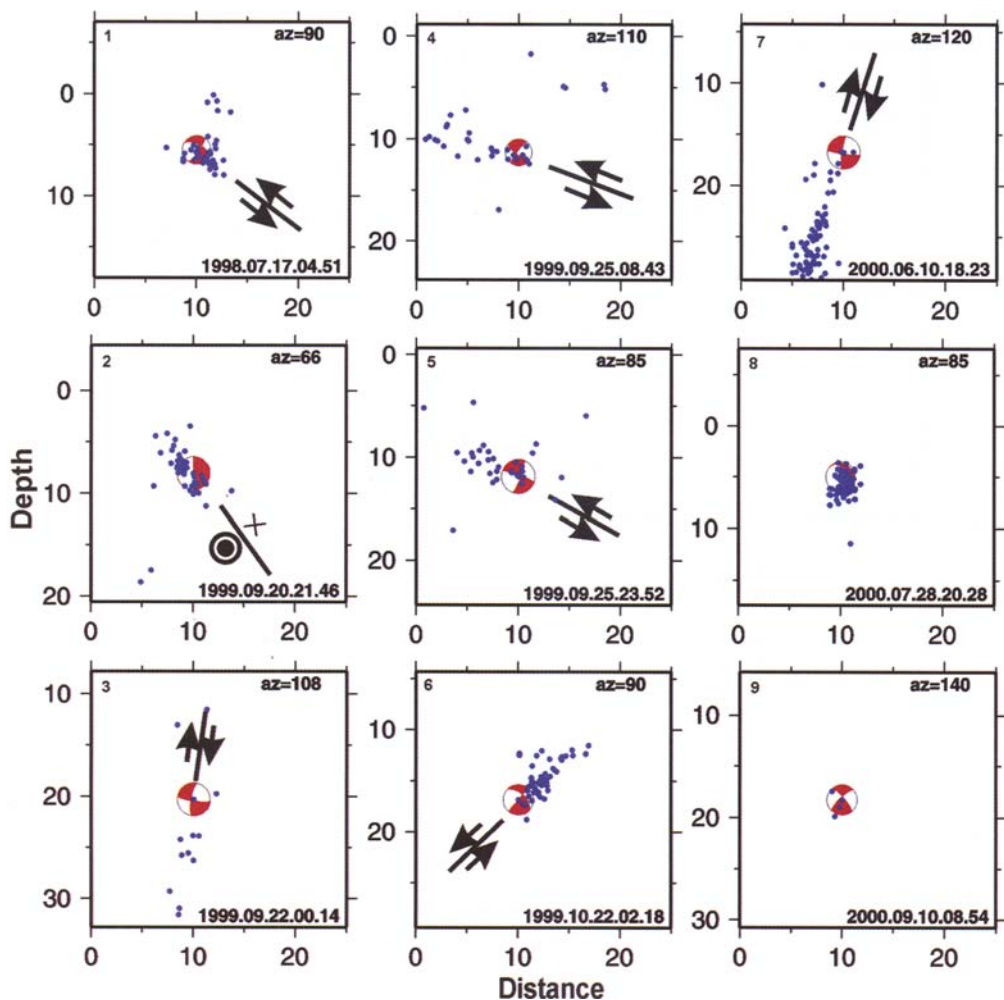 1
az=90
0
10
1998.07.17.04.51
0 10 20
4
az=110
0
10
20
1999.09.25.08.43
0 10 20
7
az=120
10
20
2000.06.10.18.23
0 10 20
2
az=66
0
10
20
1999.09.20.21.46
0 10 20
5
az=85
0
10
20
1999.09.25.23.52
0 10 20
8
az=85
0
10
2000.07.28.20.28
0 10 20
3
az=108
10
20
30
1999.09.22.00.14
0 10 20
6
az=90
10
20
1999.10.22.02.18
0 10 20
9
az=140
10
20
30
2000.09.10.08.54
0 10 20
Depth
Distance